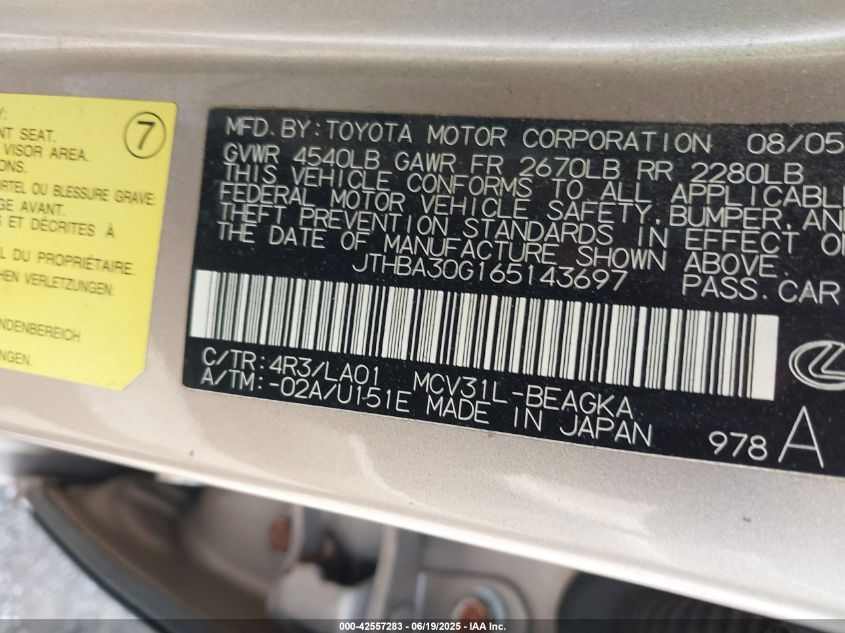 Y:
NT SEAT.
VISOR AREA.
ONS.
ORTEL OU BLESSURE GRAVE:
GE AVANT.
S ET DÉCRITES À
L DU PROPRIÉTAIRE.
HEN VERLETZUNGEN:
NDENBEREICH
UNGEN.
7
MFD. BY: TOYOTA MOTOR CORPORATION 08/05
GVWR 4540LB GAWR FR 2670LB RR 2280LB
THIS VEHICLE CONFORMS TO ALL APPLICABLE
FEDERAL MOTOR VEHICLE SAFETY, BUMPER, AND
THEFT PREVENTION STANDARDS IN EFFECT O
THE DATE OF MANUFACTURE SHOWN ABOVE.
JTHBA30G165143697 PASS. CAR
C/TR: 4R3/LA01 MCV31L-BEAGKA
A/TM: -02A/U151E MADE IN JAPAN
978 A
000-42557283 - 06/19/2025 - IAA Inc.